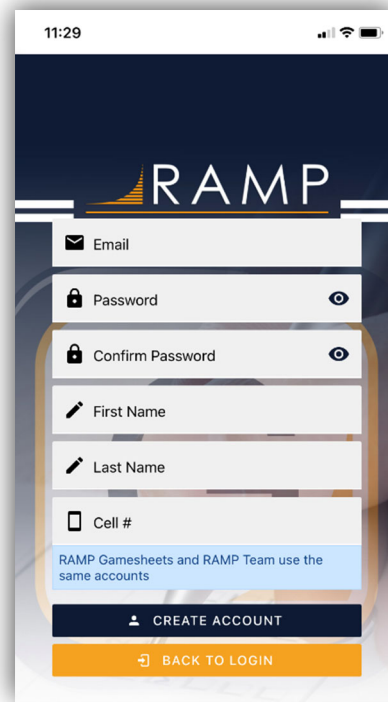 11:29
RAMP
Email
Password
Confirm Password
First Name
Last Name
Cell #
RAMP Gamesheets and RAMP Team use the
same accounts
CREATE ACCOUNT
BACK TO LOGIN